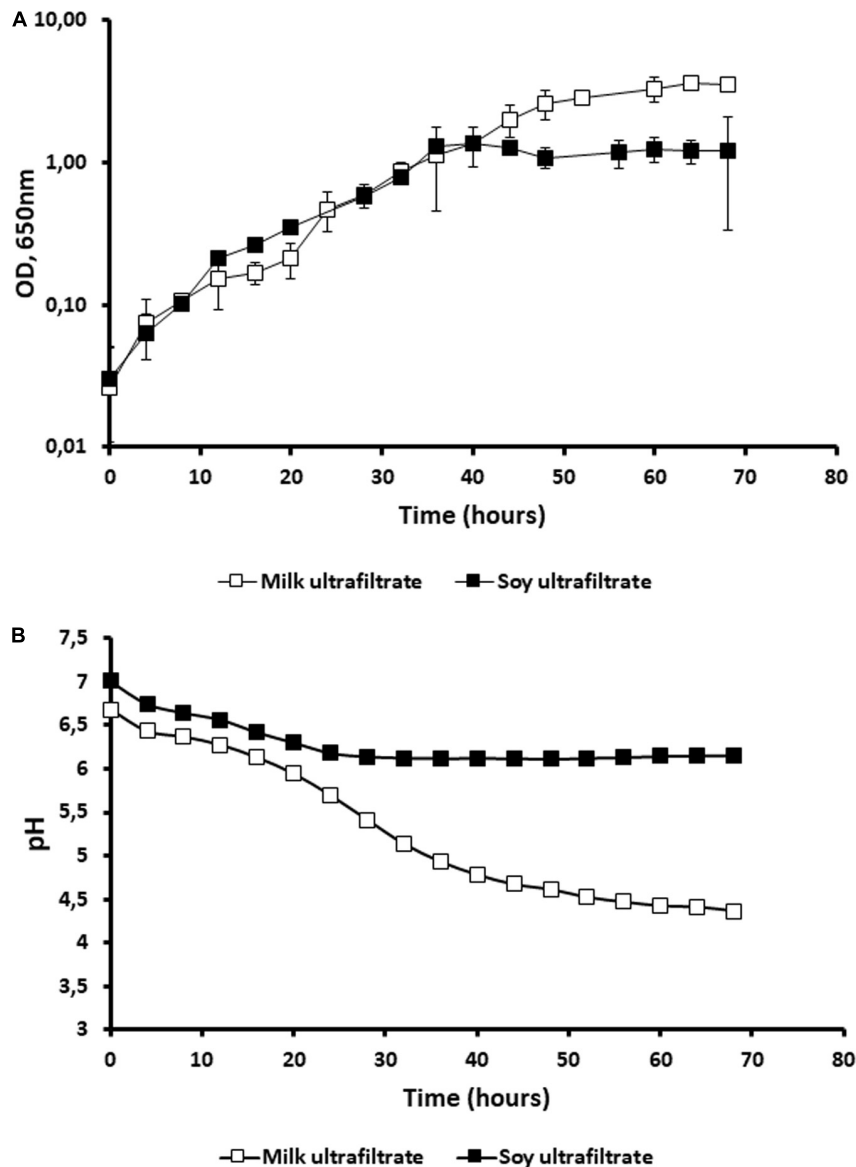 A
10,00
1,00
0,10
0,01
OD, 650nm
0 10 20 30 40 50 60 70 80
Time (hours)
Milk ultrafiltrate Soy ultrafiltrate
B
7,5
7
6,5
6
5,5
5
4,5
4
3,5
3
pH
0 10 20 30 40 50 60 70 80
Time (hours)
Milk ultrafiltrate Soy ultrafiltrate